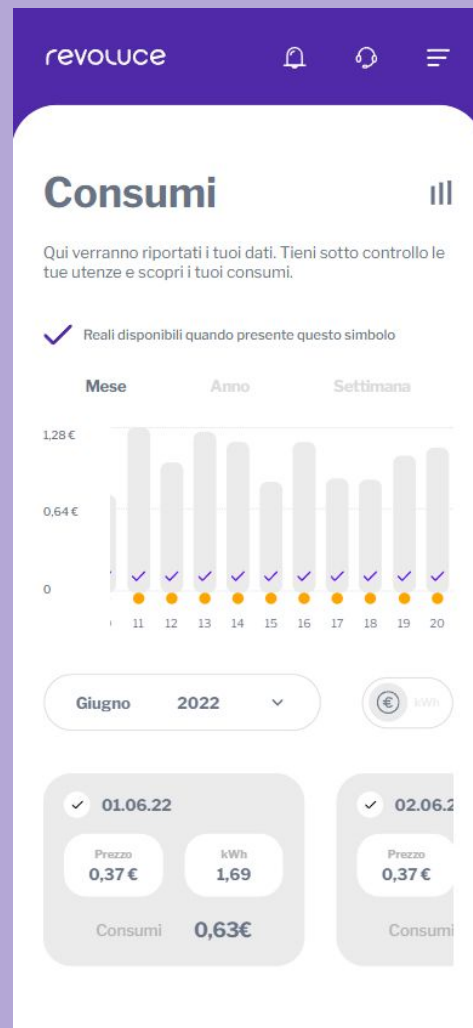 revoluce
Consumi
Qui verranno riportati i tuoi dati. Tieni sotto controllo le
tue utenze e scopri i tuoi consumi.
Reali disponibili quando presente questo simbolo
Mese Anno Settimana
1,28 €
0,64 €
0
11 12 13 14 15 16 17 18 19 20
Giugno 2022 € kWh
01.06.22 02.06.2
Prezzo kWh Prezzo
0,37 € 1,69 0,37 €
Consumi 0,63€ Consumi